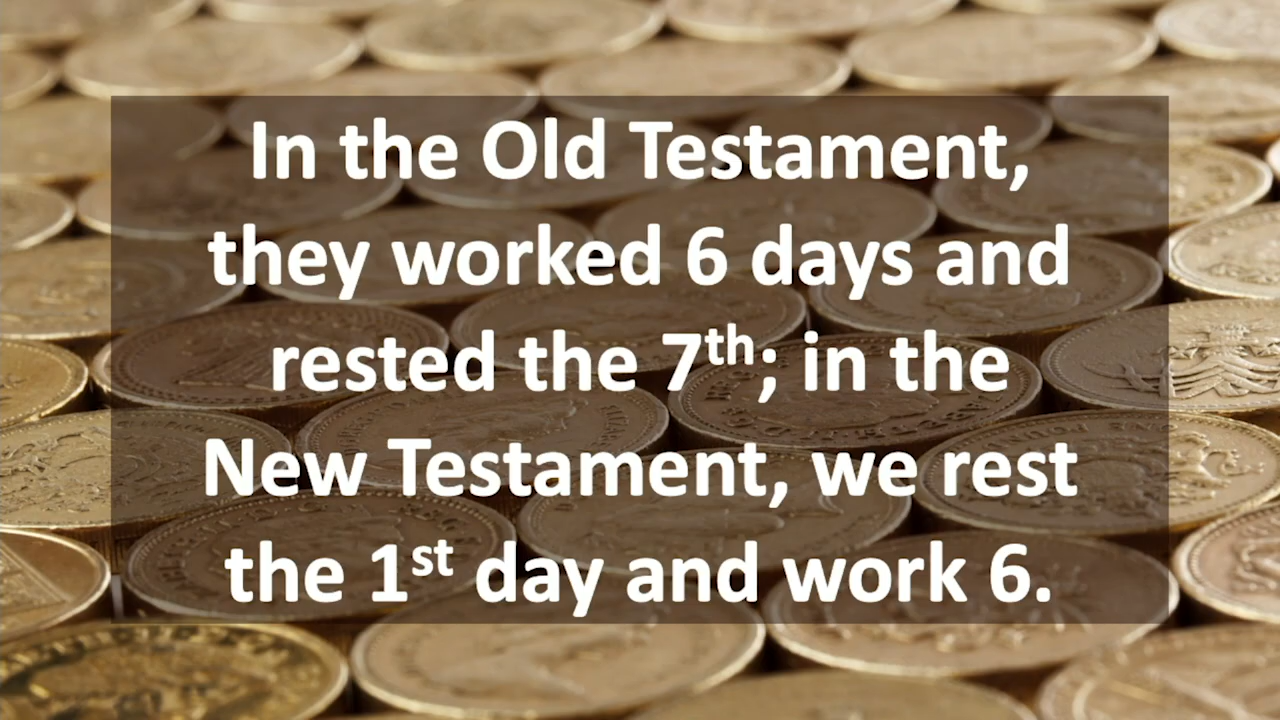 In the Old Testament,
they worked 6 days and
rested the 7th; in the
New Testament, we rest
the 1st day and work 6.